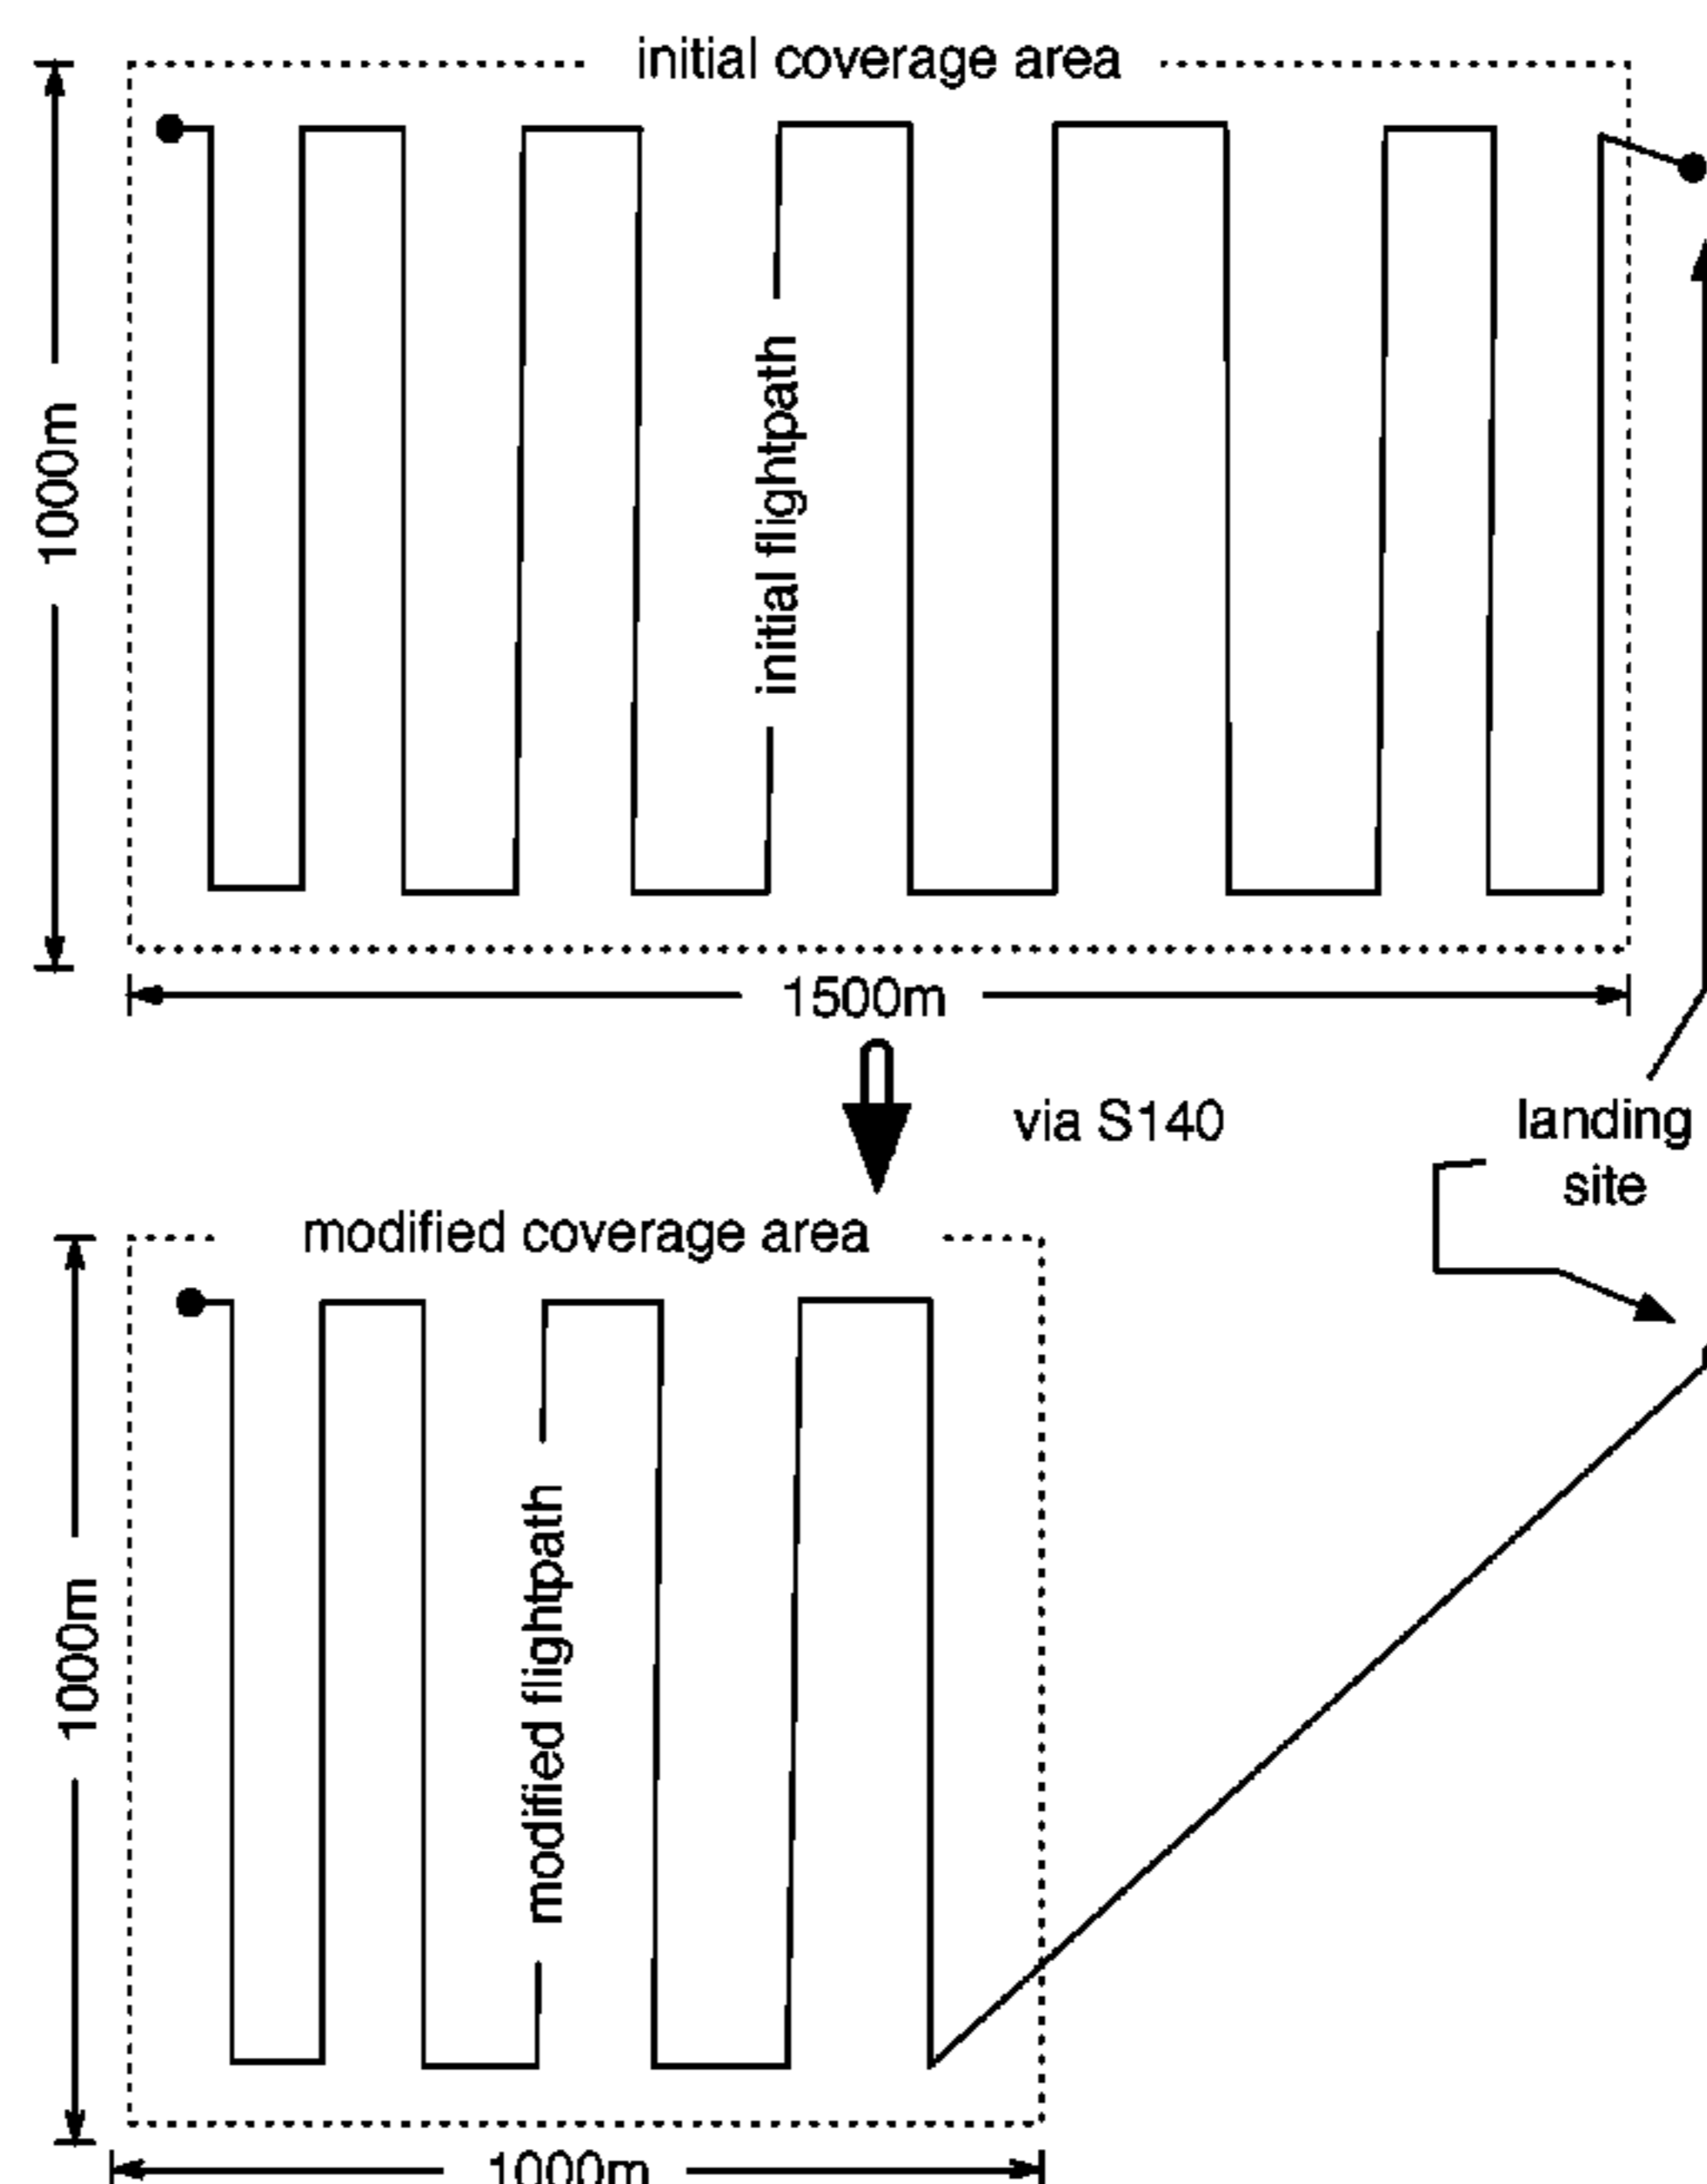 initial coverage area
1000m
initial flightpath
1500m
via S140
landing
site
modified coverage area
1000m
modified flightpath
1000m